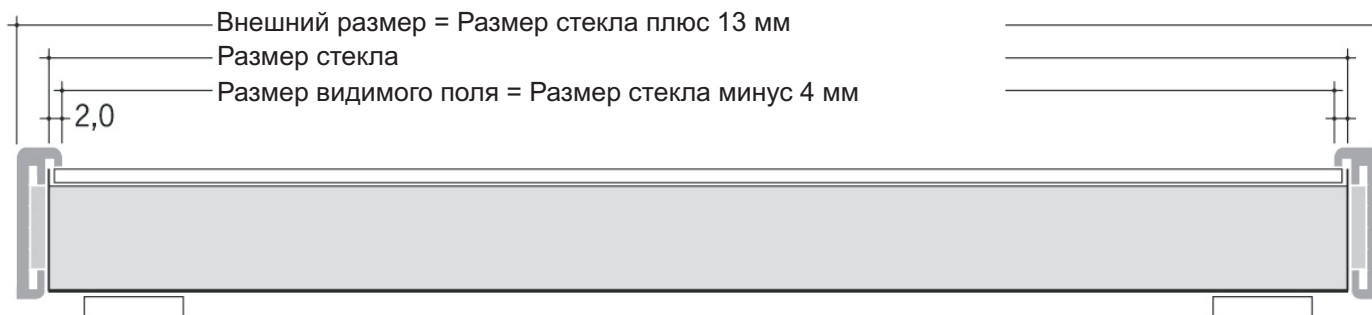 Внешний размер = Размер стекла плюс 13 мм
Размер стекла
Размер видимого поля = Размер стекла минус 4 мм
2,0